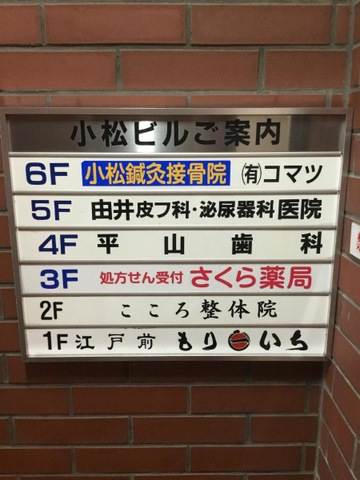 小松ビルご案内
6F 小松鍼灸接骨院 ㈲コマツ
5F 由井皮フ科・泌尿器科医院
4F 平山歯科
3F 処方せん受付 さくら薬局
2F こころ整体院
1F 江戸前 もり一いち